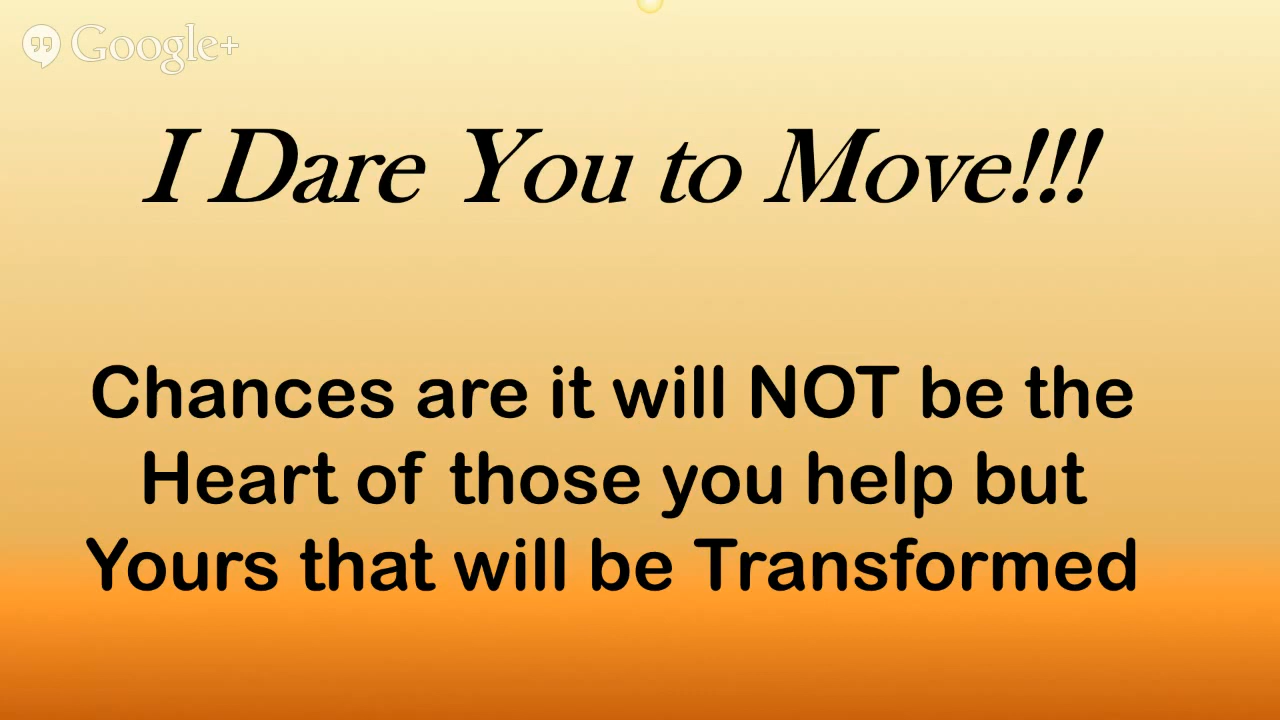 Google+
I Dare You to Move!!!
Chances are it will NOT be the
Heart of those you help but
Yours that will be Transformed